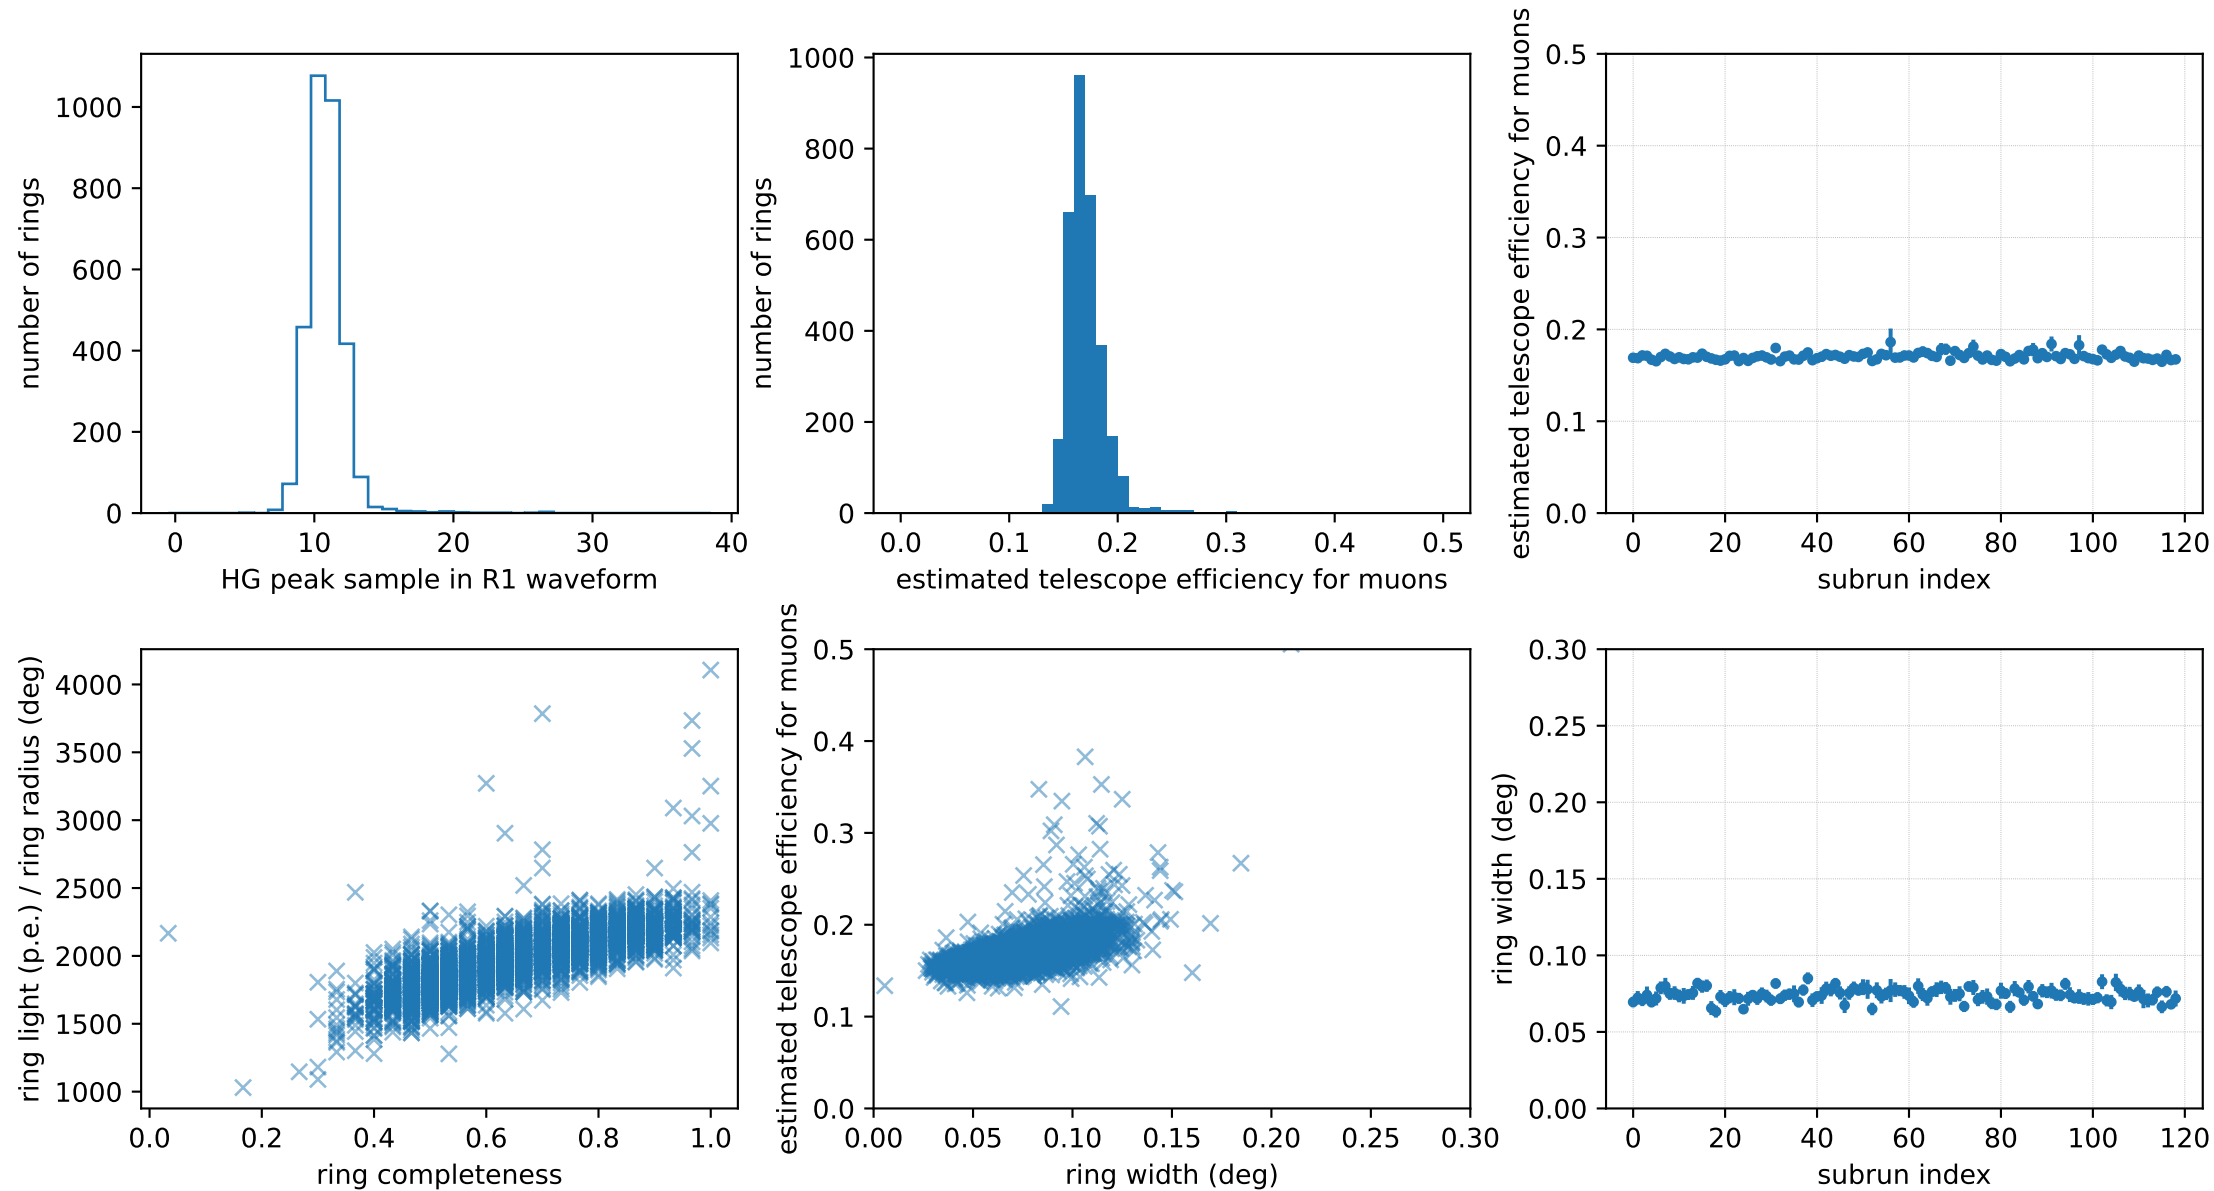 number of rings
1000
800
600
400
200
0
0 10 20 30 40
HG peak sample in R1 waveform
number of rings
1000
800
600
400
200
0
0.0 0.1 0.2 0.3 0.4 0.5
estimated telescope efficiency for muons
estimated telescope efficiency for muons
0.5
0.4
0.3
0.2
0.1
0.0
0 20 40 60 80 100 120
subrun index
ring light (p.e.) / ring radius (deg)
4000
3500
3000
2500
2000
1500
1000
0.0 0.2 0.4 0.6 0.8 1.0
ring completeness
estimated telescope efficiency for muons
0.5
0.4
0.3
0.2
0.1
0.0
0.00 0.05 0.10 0.15 0.20 0.25 0.30
ring width (deg)
ring width (deg)
0.30
0.25
0.20
0.15
0.10
0.05
0.00
0 20 40 60 80 100 120
subrun index